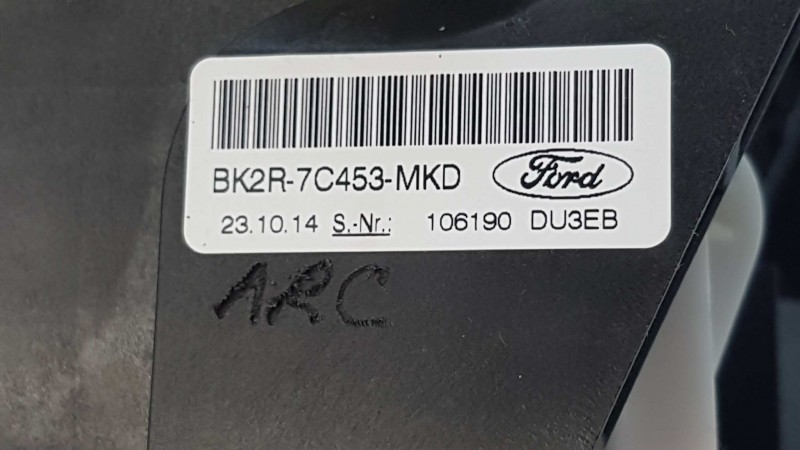 BK2R-7C453-MKD Ford
23.10.14 S.-Nr.: 106190 DU3EB
ARC